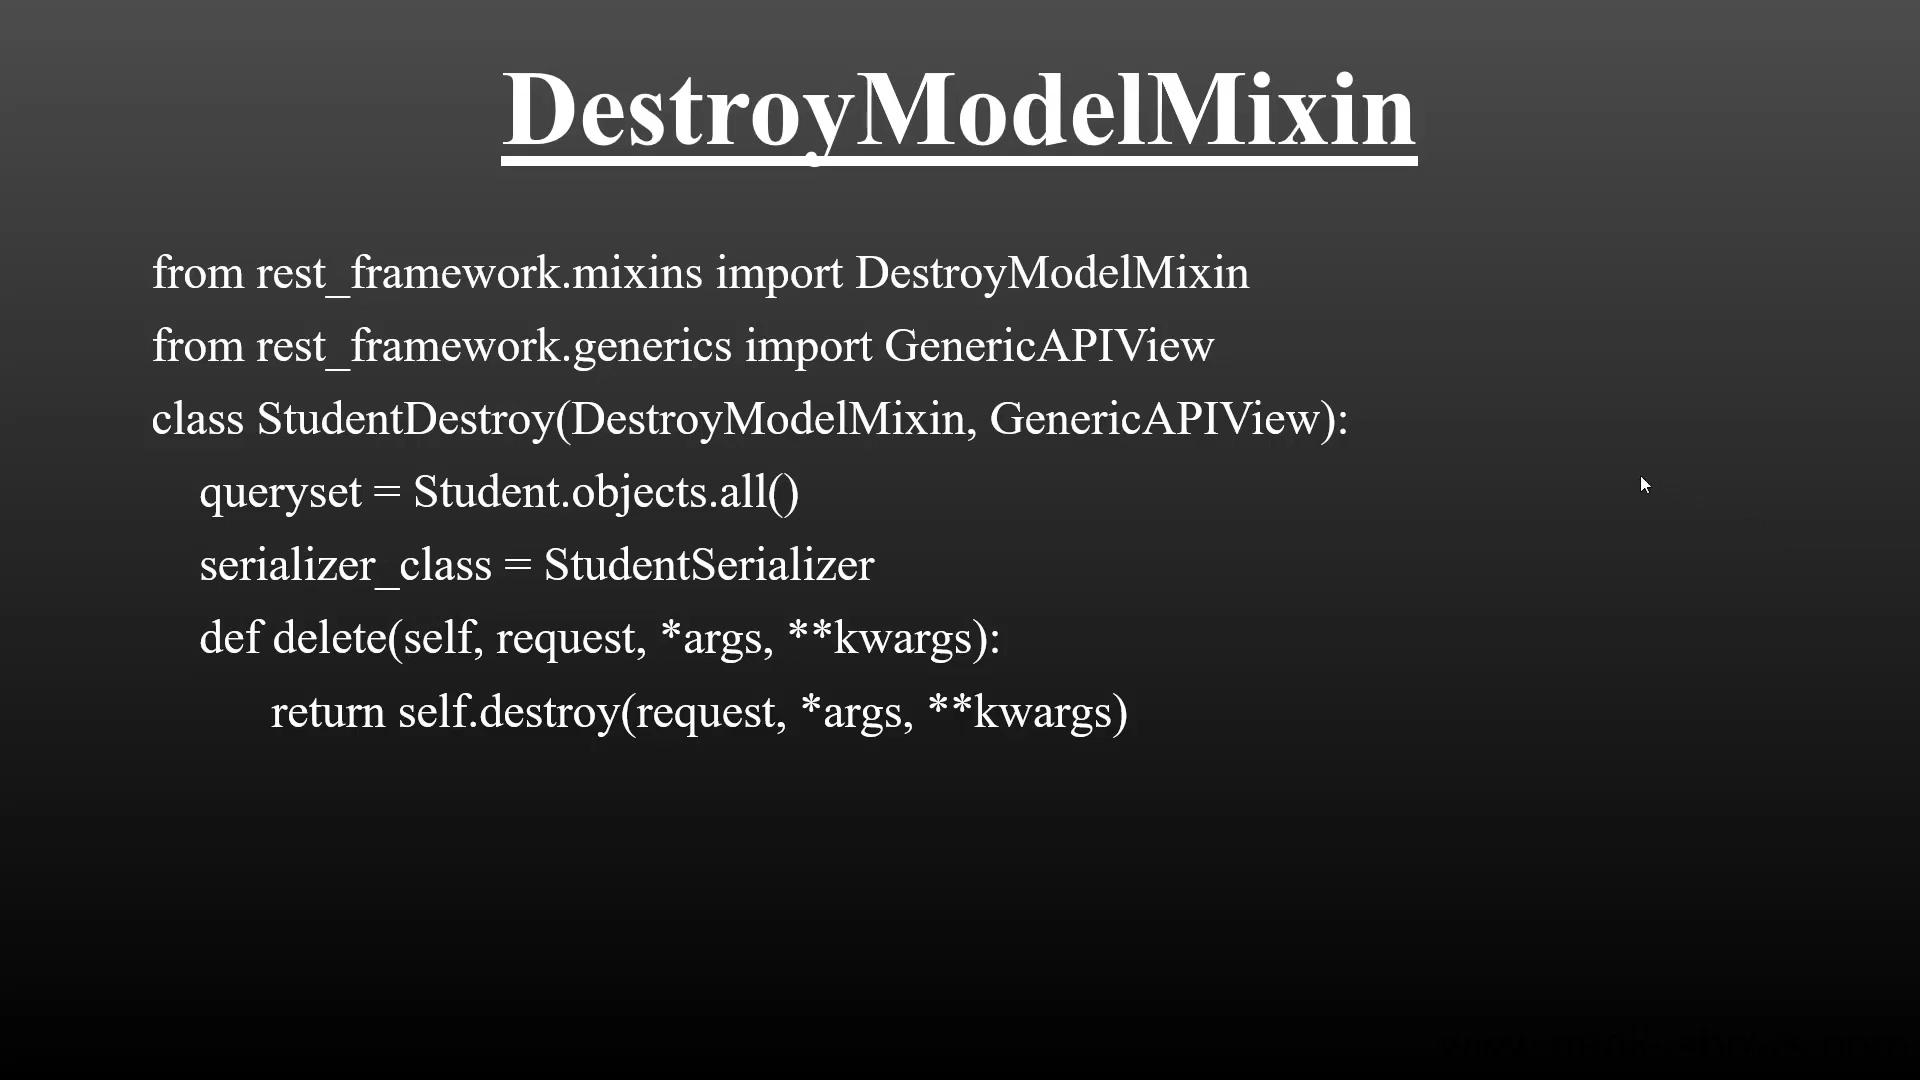 DestroyModelMixin
from rest_framework.mixins import DestroyModelMixin
from rest_framework.generics import GenericAPIView
class StudentDestroy(DestroyModelMixin, GenericAPIView):
queryset = Student.objects.all()
serializer_class = StudentSerializer
def delete(self, request, *args, **kwargs):
return self.destroy(request, *args, **kwargs)